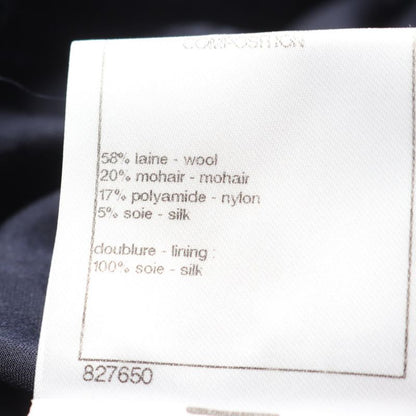 COMPOSITION
58% laine - wool
20% mohair - mohair
17% polyamide - nylon
5% soie - silk
doublure - lining :
100% soie - silk
827650